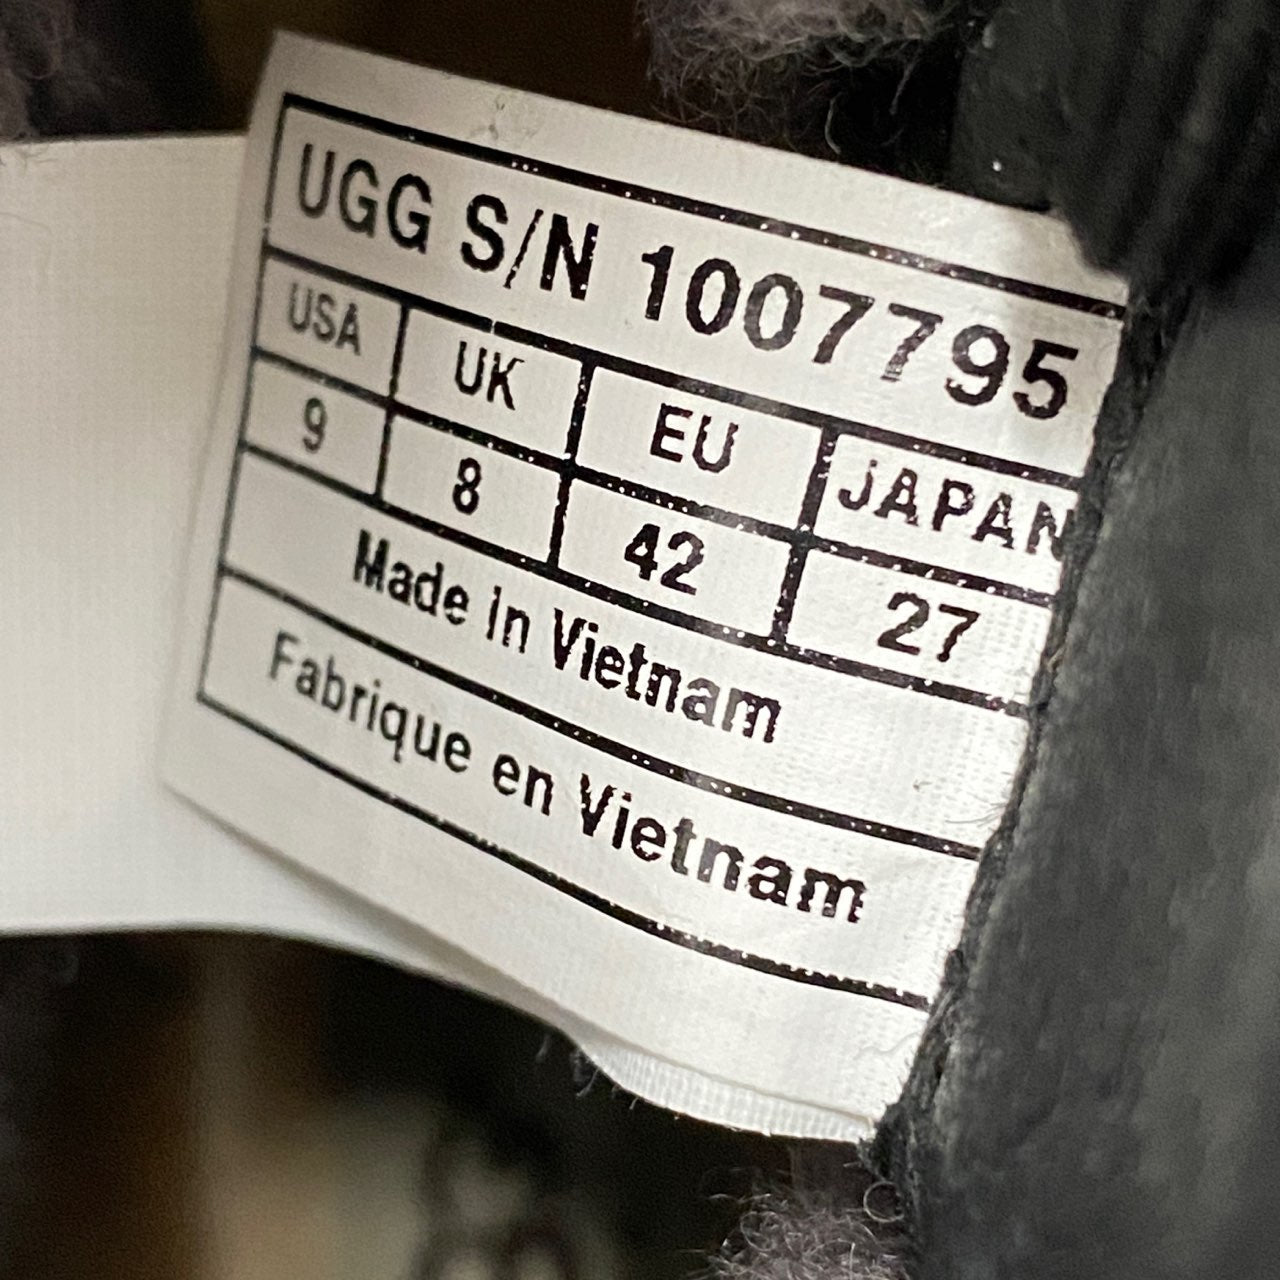 UGG S/N 1007795
USA UK EU JAPAN
9 8 42 27
Made in Vietnam
Fabrique en Vietnam